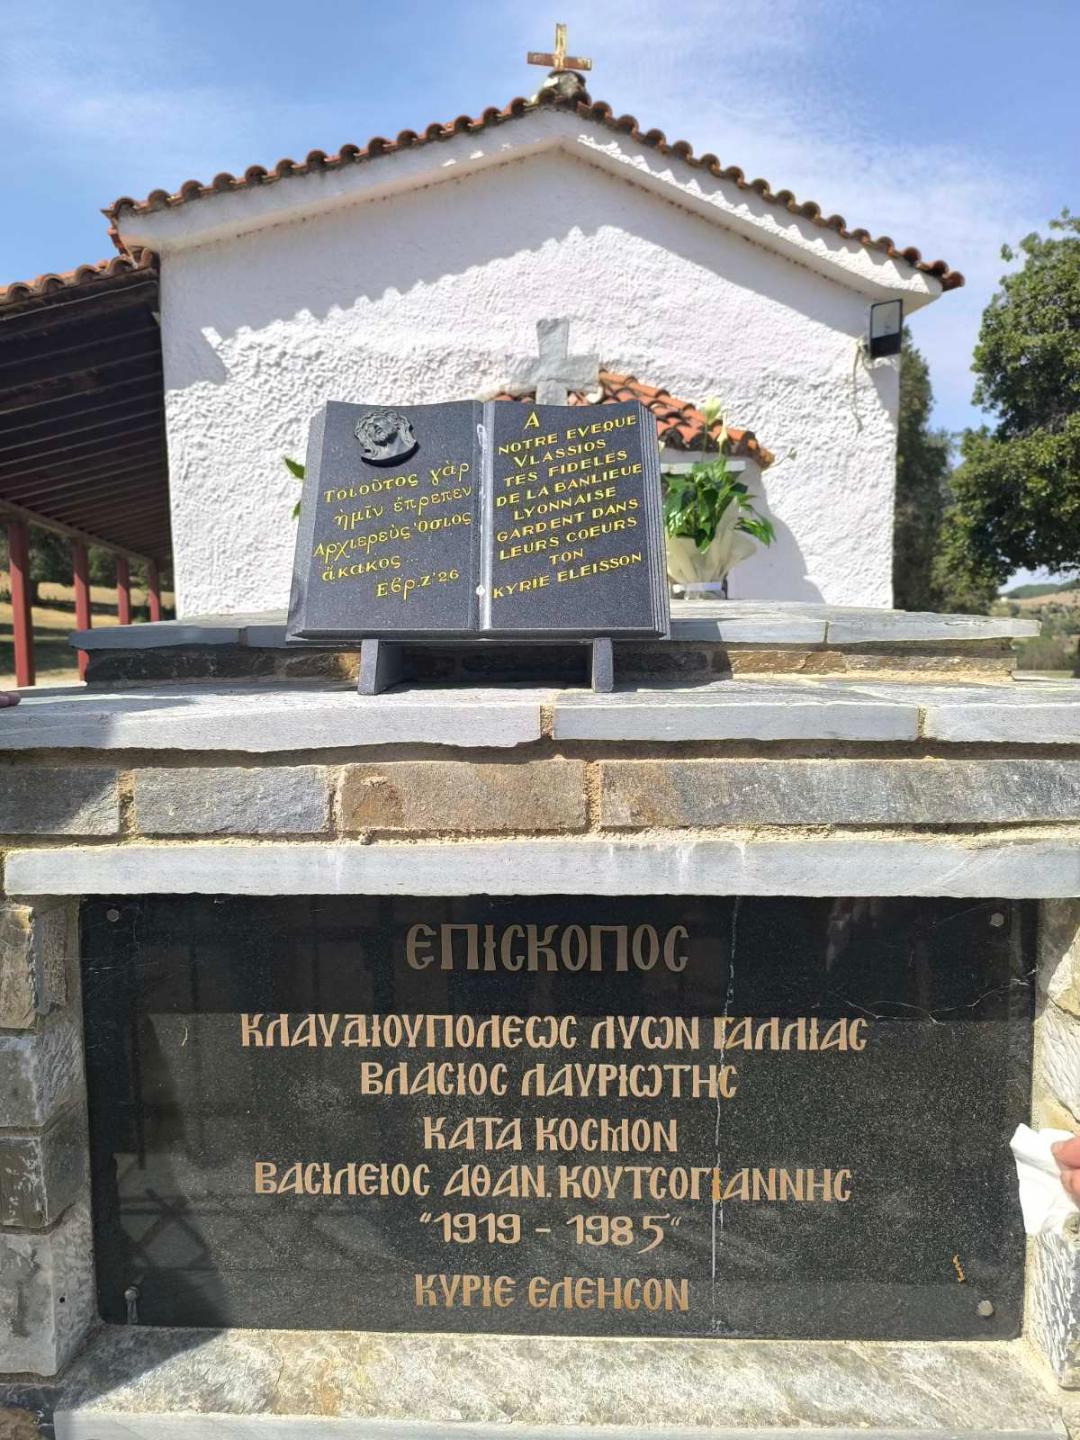 Τοιοῦτος γὰρ
ἡμῖν ἔπρεπεν
Ἀρχιερεὺς Ὅσιος
ἄκακος...
Εβρ. Ζ' 26
A
NOTRE EVEQUE
VLASSIOS
TES FIDELES
DE LA BANLIEUE
LYONNAISE
GARDENT DANS
LEURS COEURS
TON
KYRIE ELEISSON
ΕΠΙΣΚΟΠΟΣ
ΚΛΑΥΔΙΟΥΠΟΛΕΩΣ ΛΥΩΝ ΓΑΛΛΙΑΣ
ΒΛΑΣΙΟΣ ΛΑΥΡΙΩΤΗΣ
ΚΑΤΑ ΚΟΣΜΟΝ
ΒΑΣΙΛΕΙΟΣ ΑΘΑΝ. ΚΟΥΤΣΟΓΙΑΝΝΗΣ
"1919 - 1985"
ΚΥΡΙΕ ΕΛΕΗΣΟΝ